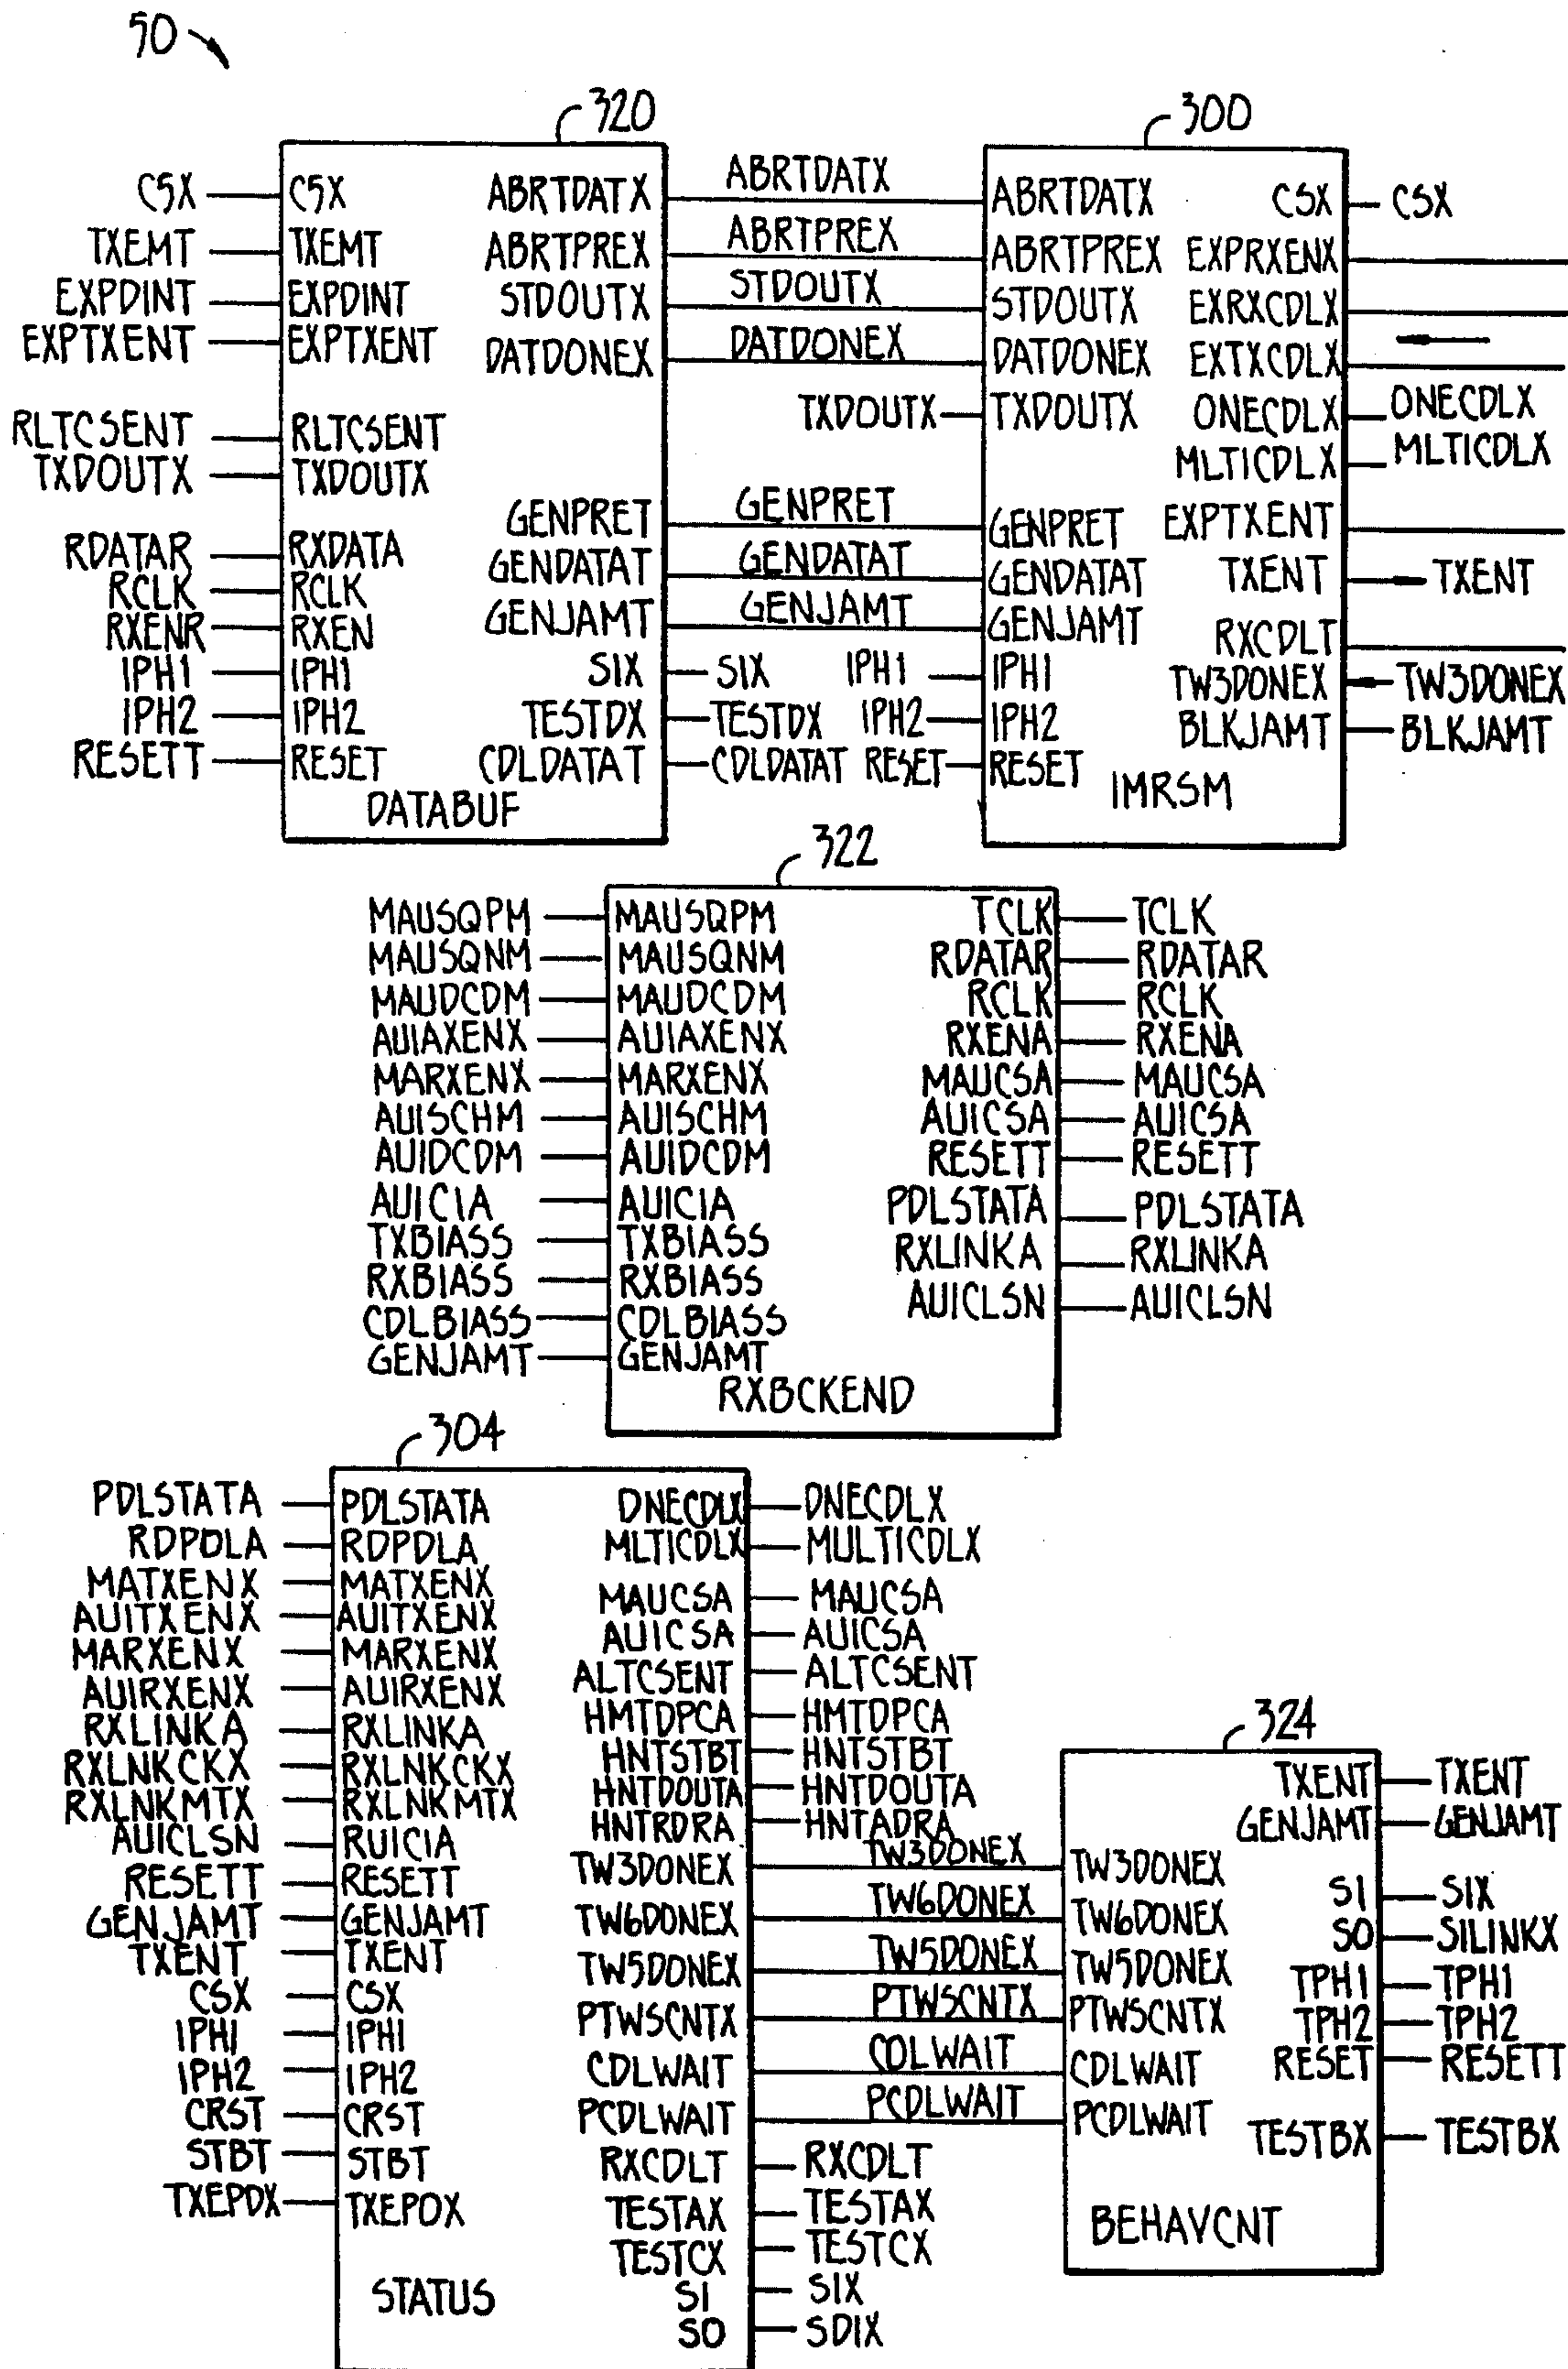 50
320
300
C5X C5X ABRTDATX ABRTDATX ABRTDATX CSX CSX
TXEMT TXEMT ABRTPREX ABRTPREX ABRTPREX EXPRXENX
EXPDINT EXPDINT STDOUTX STDOUTX STDOUTX EXRXCDLX
EXPTXENT EXPTXENT DATDONEX DATDONEX DATDONEX EXTXCDLX
TXDOUTX TXDOUTX ONECDLX ONECDLX
RLTCSENT RLTCSENT MLTICDLX MLTICDLX
TXDOUTX TXDOUTX
GENPRET GENPRET GENPRET EXPTXENT
RDATAR RXDATA GENDATAT GENDATAT GENDATAT TXENT TXENT
RCLK RCLK
RXENR RXEN GENJAMT GENJAMT GENJAMT RXCDLT
IPH1 IPH1 SIX SIX IPH1 IPH1 TW3DONEX TW3DONEX
IPH2 IPH2 TESTDX TESTDX IPH2 IPH2 BLKJAMT BLKJAMT
RESETT RESET CDLDATAT CDLDATAT RESET RESET
DATABUF IMRSM
322
MAUSQPM MAUSQPM TCLK TCLK
MAUSQNM MAUSQNM RDATAR RDATAR
MAUDCDM MAUDCDM RCLK RCLK
AUIAXENX AUIAXENX RXENA RXENA
MARXENX MARXENX MAUCSA MAUCSA
AUISCHM AUISCHM AUICSA AUICSA
AUIDCDM AUIDCDM RESETT RESETT
AUICIA AUICIA PDLSTATA PDLSTATA
TXBIASS TXBIASS RXLINKA RXLINKA
RXBIASS RXBIASS AUICLSN AUICLSN
CDLBIASS CDLBIASS
GENJAMT GENJAMT
RXBCKEND
304
PDLSTATA PDLSTATA DNECDLX DNECDLX
RDPDLA RDPDLA MLTICDLX MULTICDLX
MATXENX MATXENX MAUCSA MAUCSA
AUITXENX AUITXENX AUICSA AUICSA
MARXENX MARXENX ALTCSENT ALTCSENT
AUIRXENX AUIRXENX HMTDPCA HMTDPCA
RXLINKA RXLINKA HNTSTBT HNTSTBT
RXLNKCKX RXLNKCKX HNTDOUTA HNTDOUTA
RXLNKMTX RXLNKMTX HNTRDRA HNTADRA
AUICLSN RUICIA TW3DONEX TW3DONEX TW3DONEX
RESETT RESETT
GENJAMT GENJAMT TW6DONEX TW6DONEX TW6DONEX
TXENT TXENT TW5DONEX TW5DONEX TW5DONEX
CSX CSX PTWSCNTX PTWSCNTX PTWSCNTX
IPH1 IPH1
IPH2 IPH2 CDLWAIT COLWAIT CDLWAIT
CRST CRST PCDLWAIT PCDLWAIT PCDLWAIT
STBT STBT RXCDLT RXCDLT
TXEPDX TXEPOX TESTAX TESTAX
TESTCX TESTCX
SI SIX
SO SDIX
STATUS
324
TXENT TXENT
GENJAMT GENJAMT
SI SIX
SO SILINKX
TPH1 TPH1
TPH2 TPH2
RESET RESETT
TESTBX TESTBX
BEHAVCNT